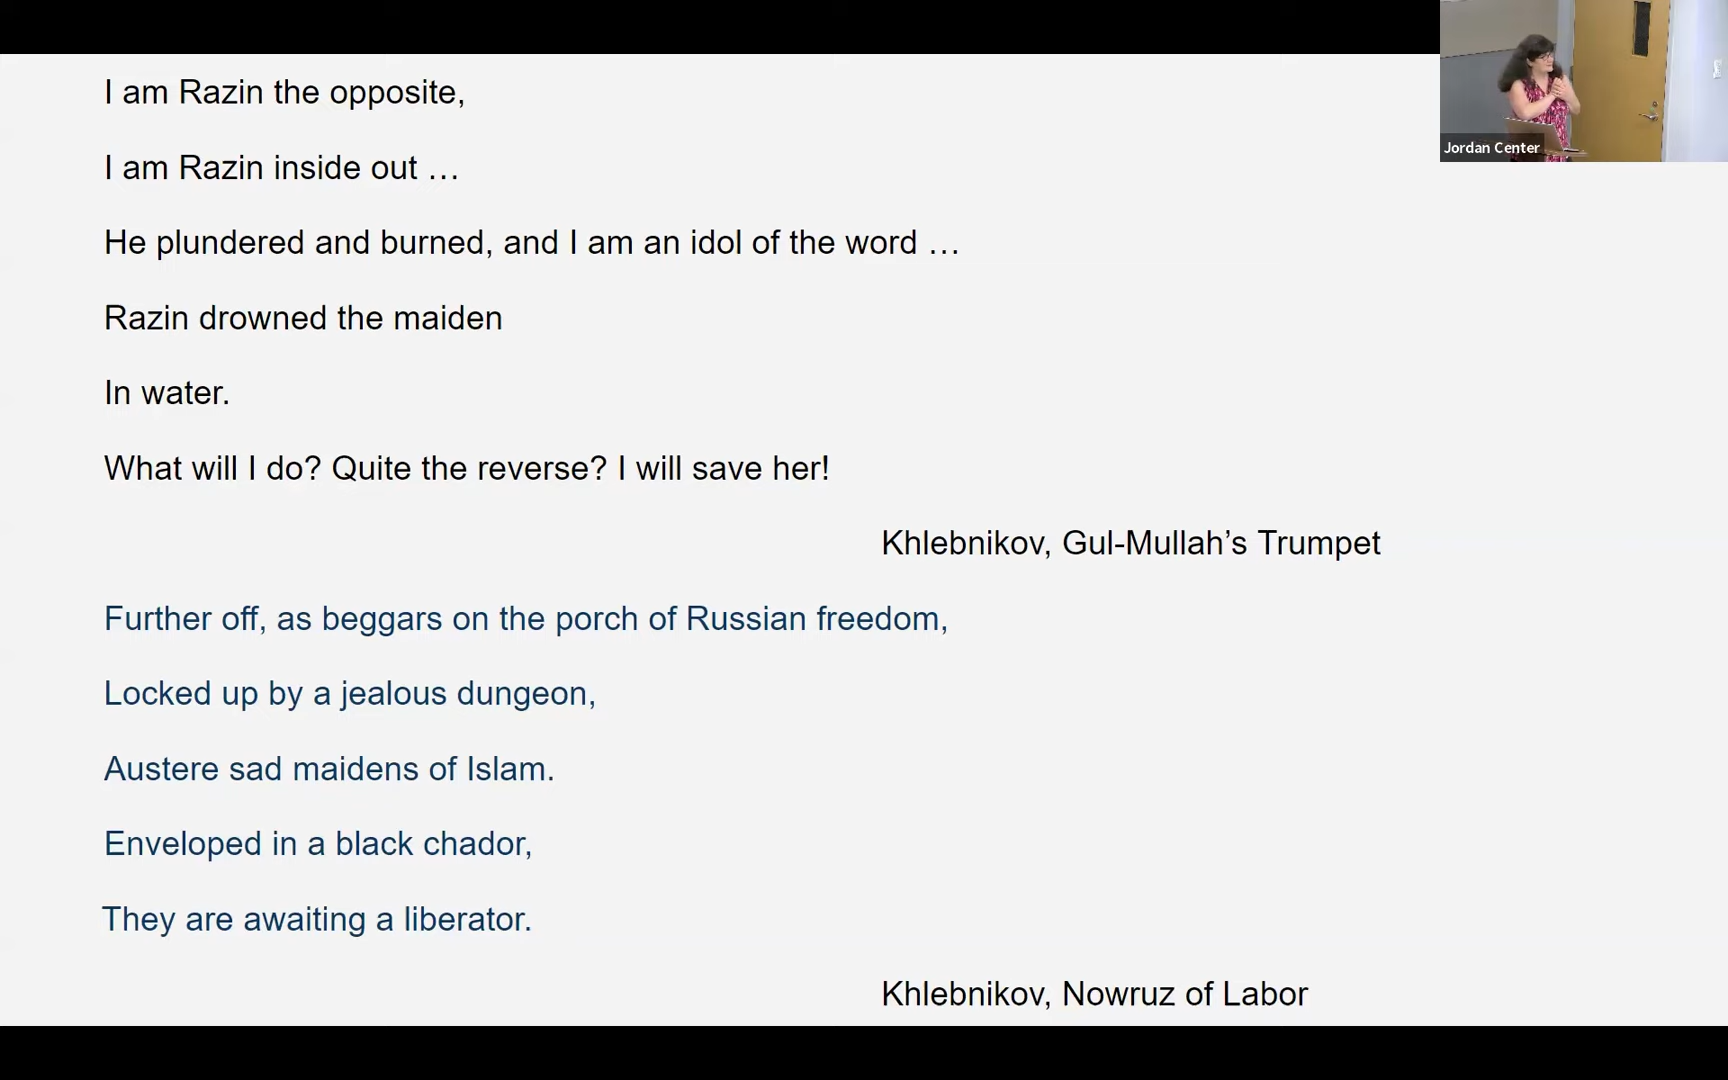 I am Razin the opposite,
I am Razin inside out …
He plundered and burned, and I am an idol of the word …
Razin drowned the maiden
In water.
What will I do? Quite the reverse? I will save her!
Khlebnikov, Gul-Mullah’s Trumpet
Further off, as beggars on the porch of Russian freedom,
Locked up by a jealous dungeon,
Austere sad maidens of Islam.
Enveloped in a black chador,
They are awaiting a liberator.
Khlebnikov, Nowruz of Labor
Jordan Center